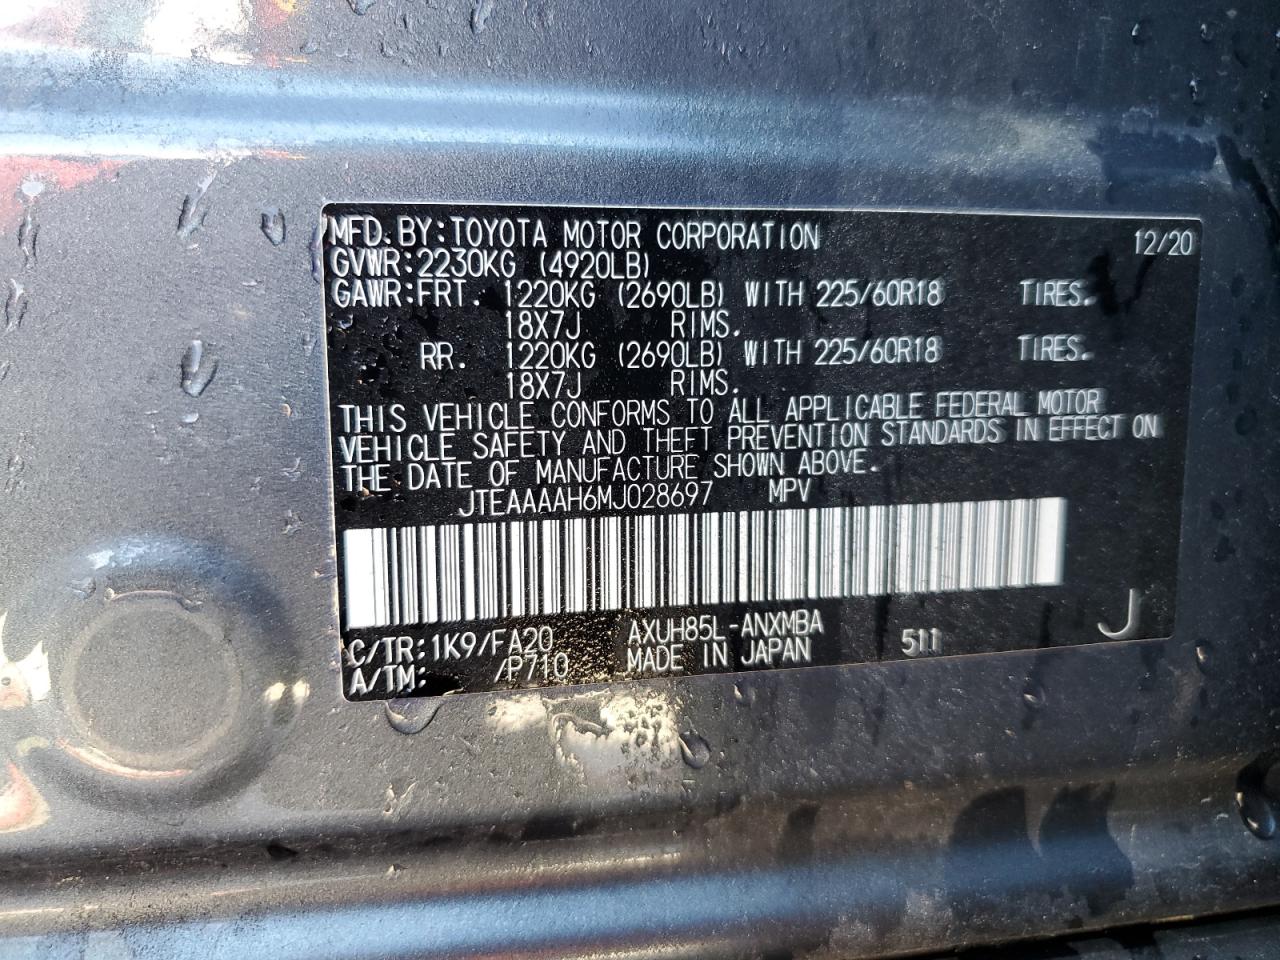 MFD. BY: TOYOTA MOTOR CORPORATION 12/20
GVWR: 2230KG (4920LB)
GAWR: FRT. 1220KG (2690LB) WITH 225/60R18 TIRES.
18X7J RIMS.
RR. 1220KG (2690LB) WITH 225/60R18 TIRES.
18X7J RIMS.
THIS VEHICLE CONFORMS TO ALL APPLICABLE FEDERAL MOTOR
VEHICLE SAFETY AND THEFT PREVENTION STANDARDS IN EFFECT ON
THE DATE OF MANUFACTURE SHOWN ABOVE.
JTEAAAAH6MJ028697 MPV
C/TR: 1K9/FA20 AXUH85L-ANXMBA 511 J
A/TM: /P710 MADE IN JAPAN